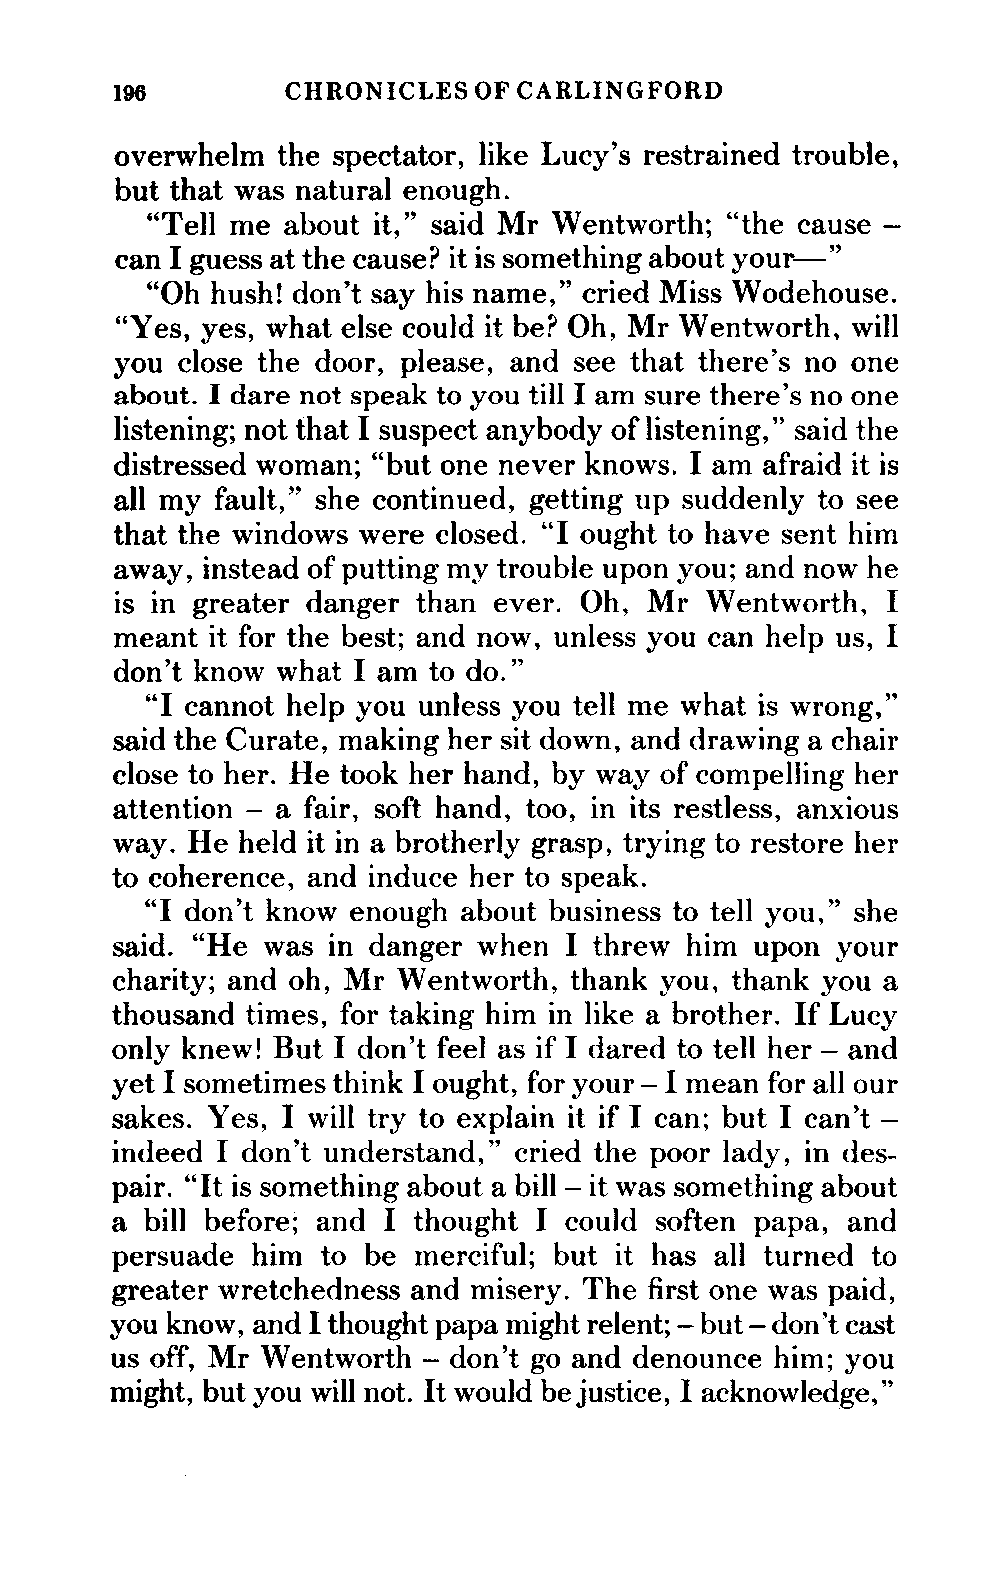 196 CHRONICLES OF CARLINGFORD
overwhelm the spectator, like Lucy’s restrained trouble,
but that was natural enough.
“Tell me about it,” said Mr Wentworth; “the cause –
can I guess at the cause? it is something about your—”
“Oh hush! don’t say his name,” cried Miss Wodehouse.
“Yes, yes, what else could it be? Oh, Mr Wentworth, will
you close the door, please, and see that there’s no one
about. I dare not speak to you till I am sure there’s no one
listening; not that I suspect anybody of listening,” said the
distressed woman; “but one never knows. I am afraid it is
all my fault,” she continued, getting up suddenly to see
that the windows were closed. “I ought to have sent him
away, instead of putting my trouble upon you; and now he
is in greater danger than ever. Oh, Mr Wentworth, I
meant it for the best; and now, unless you can help us, I
don’t know what I am to do.”
“I cannot help you unless you tell me what is wrong,”
said the Curate, making her sit down, and drawing a chair
close to her. He took her hand, by way of compelling her
attention – a fair, soft hand, too, in its restless, anxious
way. He held it in a brotherly grasp, trying to restore her
to coherence, and induce her to speak.
“I don’t know enough about business to tell you,” she
said. “He was in danger when I threw him upon your
charity; and oh, Mr Wentworth, thank you, thank you a
thousand times, for taking him in like a brother. If Lucy
only knew! But I don’t feel as if I dared to tell her – and
yet I sometimes think I ought, for your – I mean for all our
sakes. Yes, I will try to explain it if I can; but I can’t –
indeed I don’t understand,” cried the poor lady, in des-
pair. “It is something about a bill – it was something about
a bill before; and I thought I could soften papa, and
persuade him to be merciful; but it has all turned to
greater wretchedness and misery. The first one was paid,
you know, and I thought papa might relent; – but – don’t cast
us off, Mr Wentworth – don’t go and denounce him; you
might, but you will not. It would be justice, I acknowledge,”